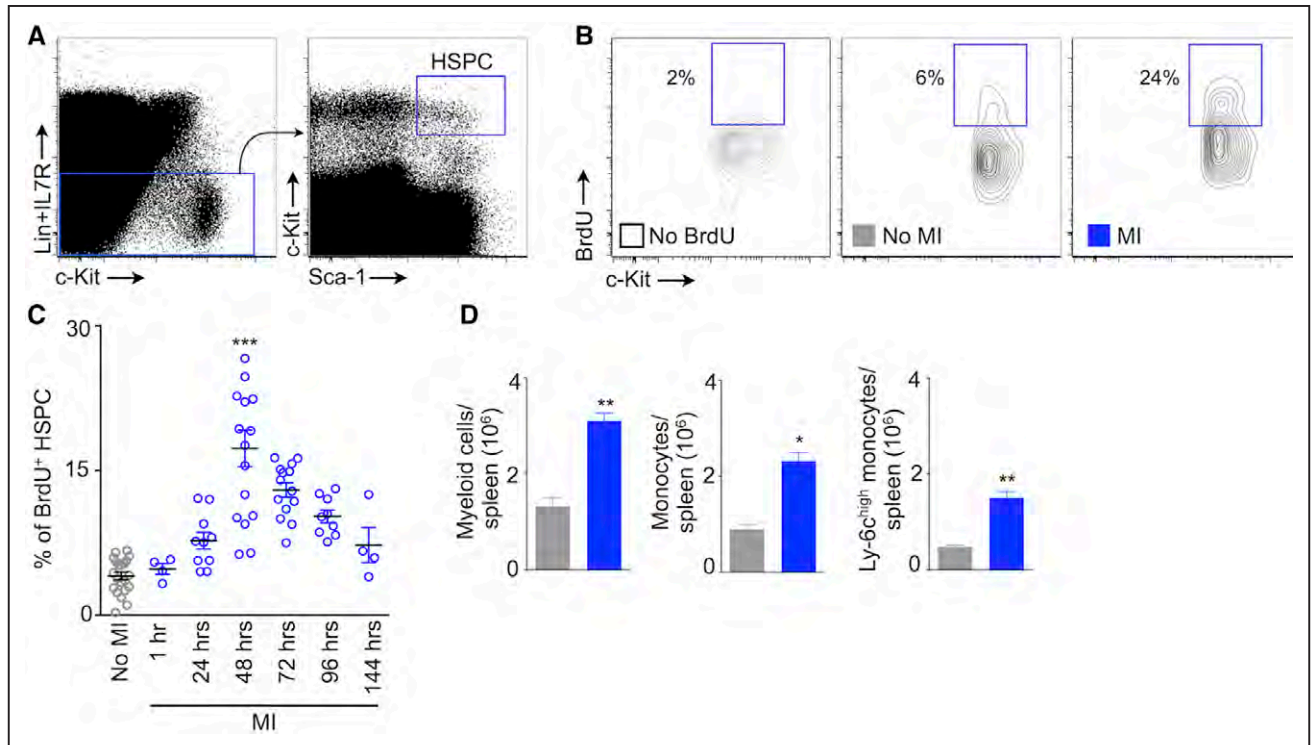 A
HSPC
Lin+IL7R
c-Kit
c-Kit
Sca-1
B
2%
6%
24%
BrdU
No BrdU
No MI
MI
c-Kit
C
% of BrdU⁺ HSPC
30
15
0
***
No MI
1 hr
24 hrs
48 hrs
72 hrs
96 hrs
144 hrs
MI
D
Myeloid cells/
spleen (10⁶)
4
2
0
**
Monocytes/
spleen (10⁶)
4
2
0
*
Ly-6c^high monocytes/
spleen (10⁶)
4
2
0
**